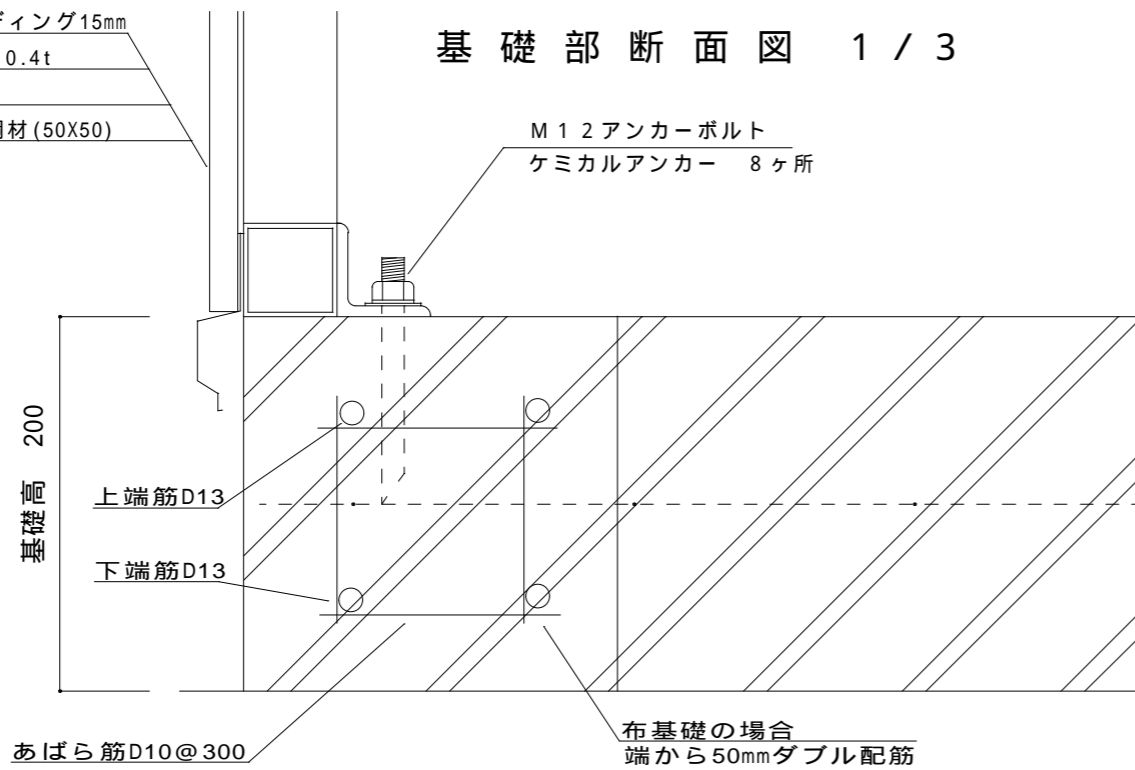 ディング15mm
0.4t
材(50X50)
基礎部断面図 1/3
M12アンカーボルト
ケミカルアンカー 8ヶ所
基礎高 200
上端筋D13
下端筋D13
あばら筋D10@300
布基礎の場合
端から50mmダブル配筋